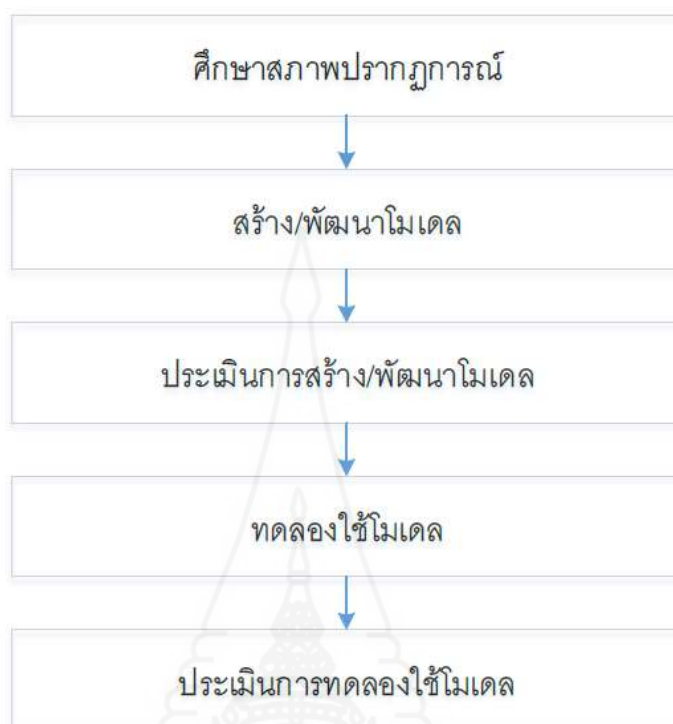 ศึกษาสภาพปรากฏการณ์
สร้าง/พัฒนาโมเดล
ประเมินการสร้าง/พัฒนาโมเดล
ทดลองใช้โมเดล
ประเมินการทดลองใช้โมเดล